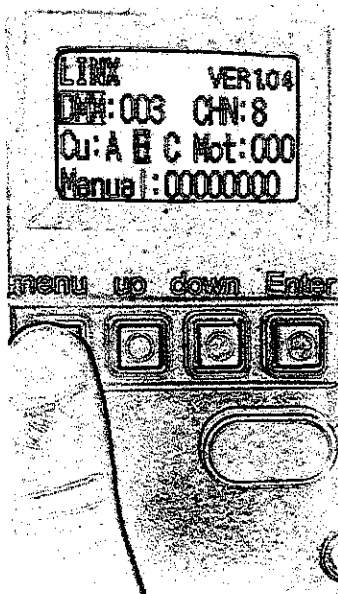 LINX VER1.04
DMX:003 CHN:8
Cu:A B C Mot:000
Manual:00000000
menu up down Enter